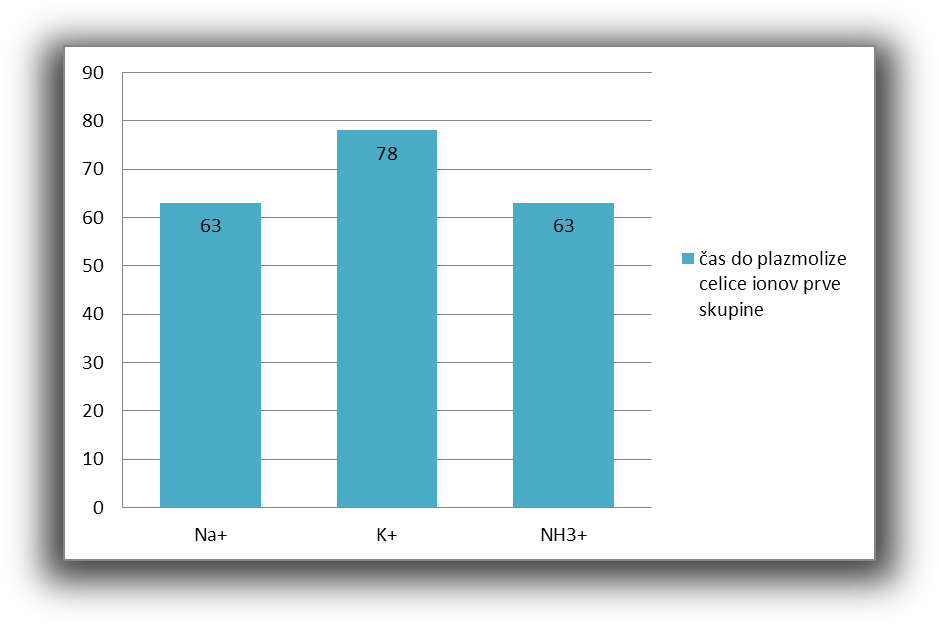 90
80
70
60
50
40
30
20
10
0
63
78
63
Na+
K+
NH3+
čas do plazmolize
celice ionov prve
skupine